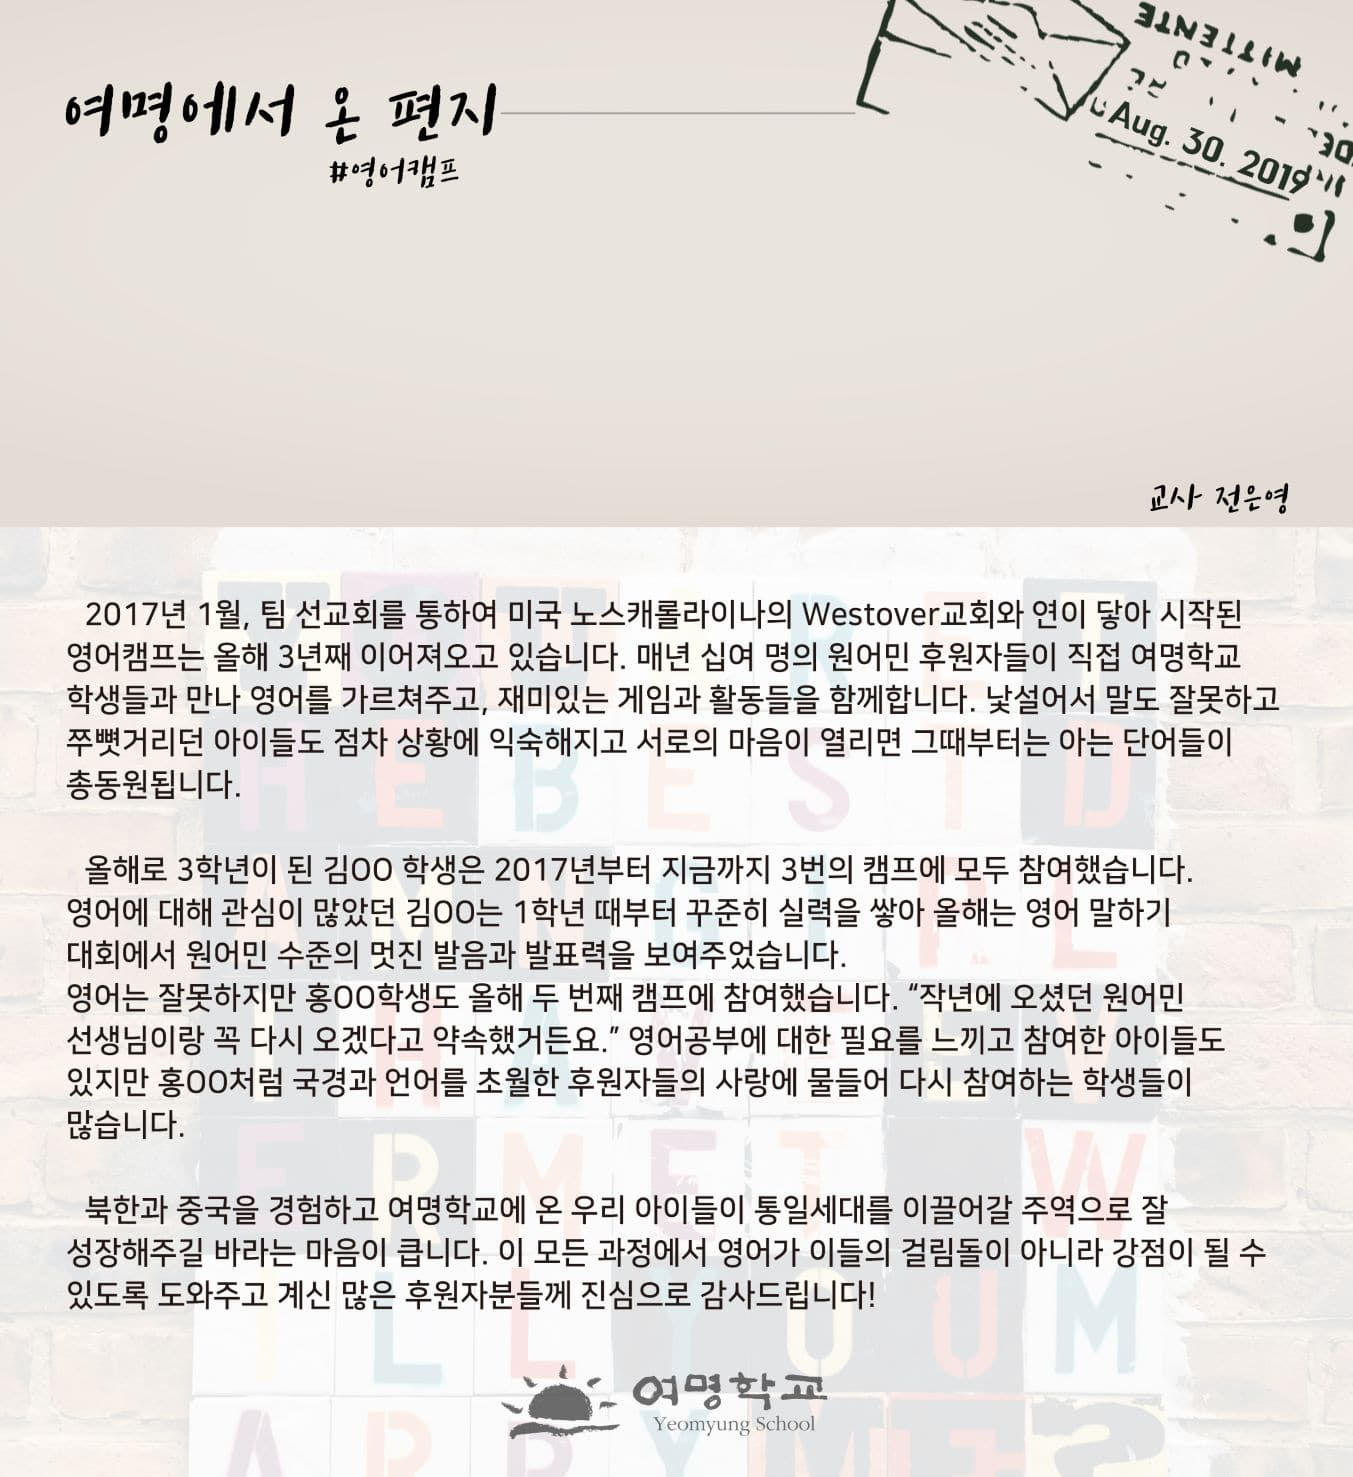 여명에서 온 편지
#영어캠프
MITTENTE
Aug. 30. 2019
교사 전은영
2017년 1월, 팀 선교회를 통하여 미국 노스캐롤라이나의 Westover교회와 연이 닿아 시작된
영어캠프는 올해 3년째 이어져오고 있습니다. 매년 십여 명의 원어민 후원자들이 직접 여명학교
학생들과 만나 영어를 가르쳐주고, 재미있는 게임과 활동들을 함께합니다. 낯설어서 말도 잘못하고
쭈뼛거리던 아이들도 점차 상황에 익숙해지고 서로의 마음이 열리면 그때부터는 아는 단어들이
총동원됩니다.
올해로 3학년이 된 김OO 학생은 2017년부터 지금까지 3번의 캠프에 모두 참여했습니다.
영어에 대해 관심이 많았던 김OO는 1학년 때부터 꾸준히 실력을 쌓아 올해는 영어 말하기
대회에서 원어민 수준의 멋진 발음과 발표력을 보여주었습니다.
영어는 잘못하지만 홍OO학생도 올해 두 번째 캠프에 참여했습니다. “작년에 오셨던 원어민
선생님이랑 꼭 다시 오겠다고 약속했거든요.” 영어공부에 대한 필요를 느끼고 참여한 아이들도
있지만 홍OO처럼 국경과 언어를 초월한 후원자들의 사랑에 물들어 다시 참여하는 학생들이
많습니다.
북한과 중국을 경험하고 여명학교에 온 우리 아이들이 통일세대를 이끌어갈 주역으로 잘
성장해주길 바라는 마음이 큽니다. 이 모든 과정에서 영어가 이들의 걸림돌이 아니라 강점이 될 수
있도록 도와주고 계신 많은 후원자분들께 진심으로 감사드립니다!
여명학교
Yeomyung School